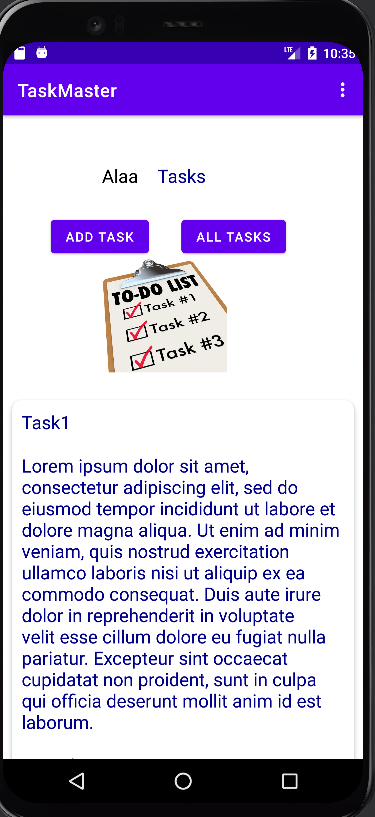 LTE 10:35
TaskMaster
Alaa Tasks
ADD TASK ALL TASKS
TO-DO LIST
Task #1
Task #2
Task #3
Task1
Lorem ipsum dolor sit amet,
consectetur adipiscing elit, sed do
eiusmod tempor incididunt ut labore et
dolore magna aliqua. Ut enim ad minim
veniam, quis nostrud exercitation
ullamco laboris nisi ut aliquip ex ea
commodo consequat. Duis aute irure
dolor in reprehenderit in voluptate
velit esse cillum dolore eu fugiat nulla
pariatur. Excepteur sint occaecat
cupidatat non proident, sunt in culpa
qui officia deserunt mollit anim id est
laborum.